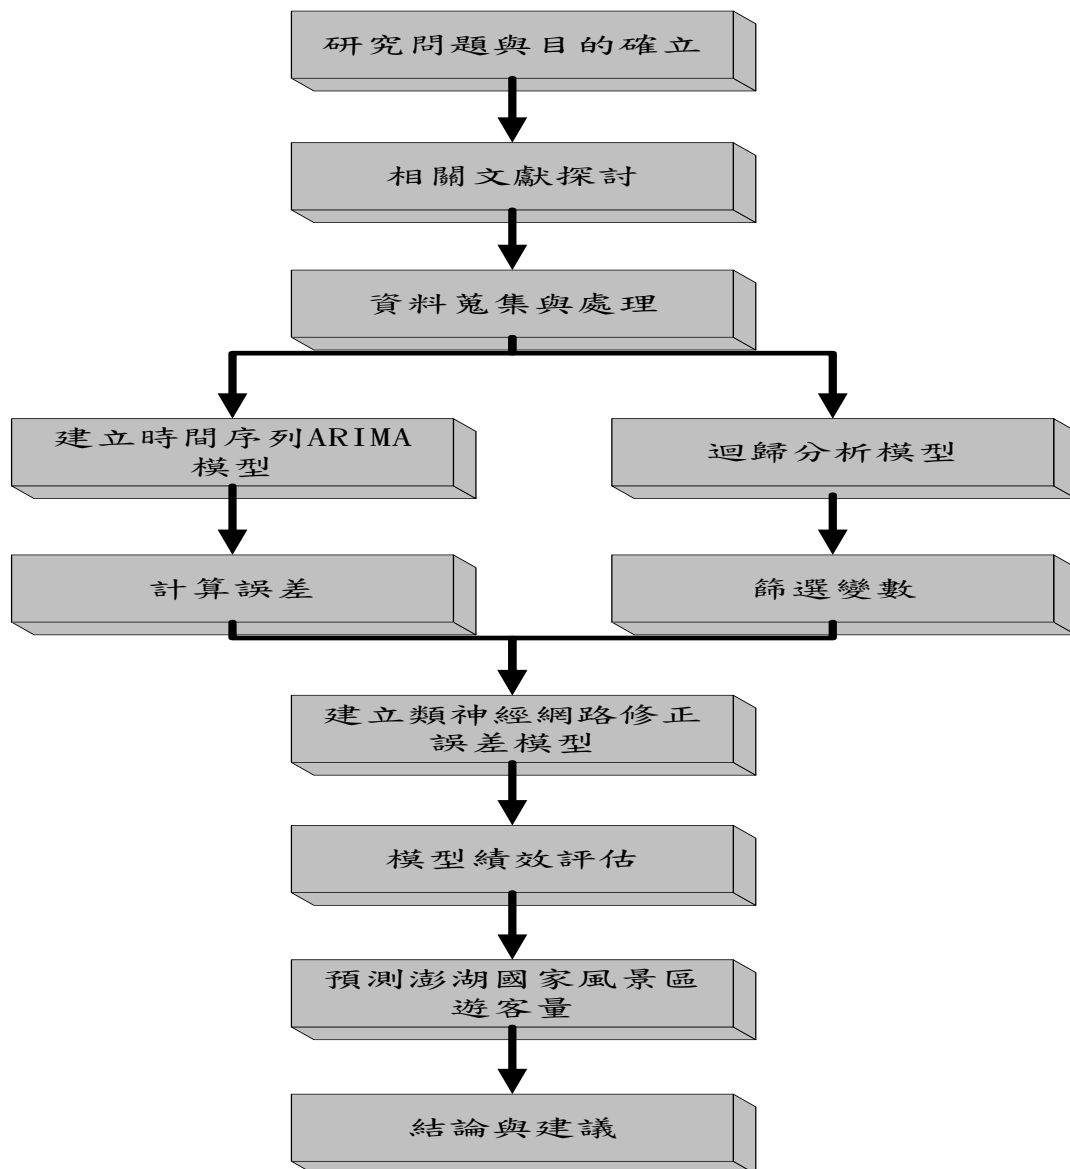 研究問題與目的確立
相關文獻探討
資料蒐集與處理
建立時間序列ARIMA
模型
迴歸分析模型
計算誤差
篩選變數
建立類神經網路修正
誤差模型
模型績效評估
預測澎湖國家風景區
遊客量
結論與建議